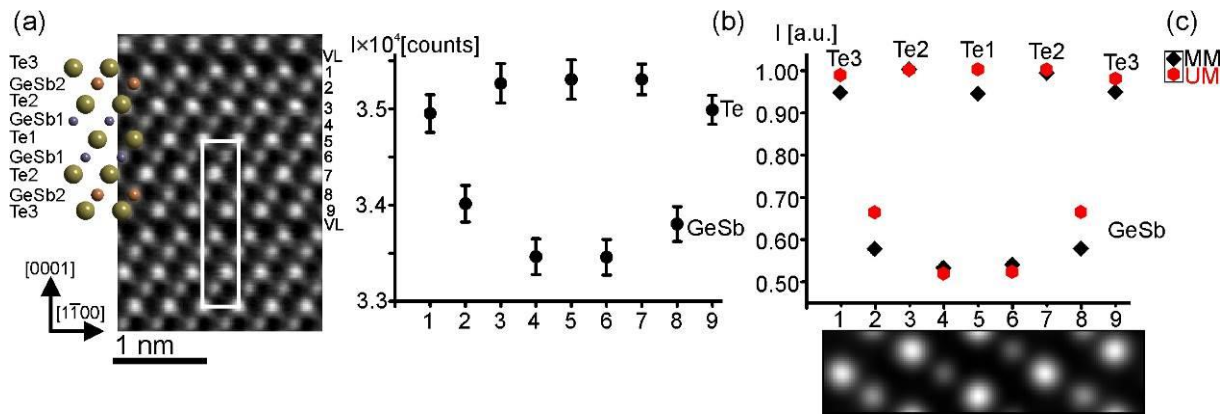 (a)
Te3
GeSb2
Te2
GeSb1
Te1
GeSb1
Te2
GeSb2
Te3
VL
1
2
3
4
5
6
7
8
9
VL
[0001]
[11̅00]
1 nm
I×10⁴[counts]
3.5
3.4
3.3
Te
GeSb
1 2 3 4 5 6 7 8 9
(b)
I [a.u.]
1.00
0.90
0.80
0.70
0.60
0.50
Te3 Te2 Te1 Te2 Te3
GeSb
1 2 3 4 5 6 7 8 9
(c)
MM
UM